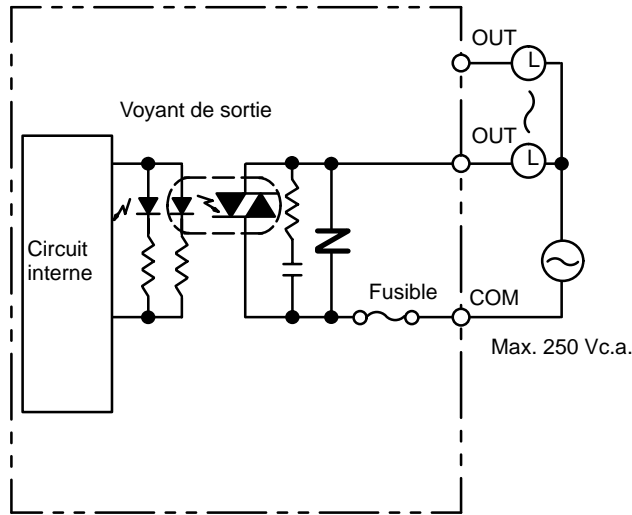 OUT
L
Voyant de sortie
OUT
L
Circuit
interne
Fusible
COM
Max. 250 Vc.a.